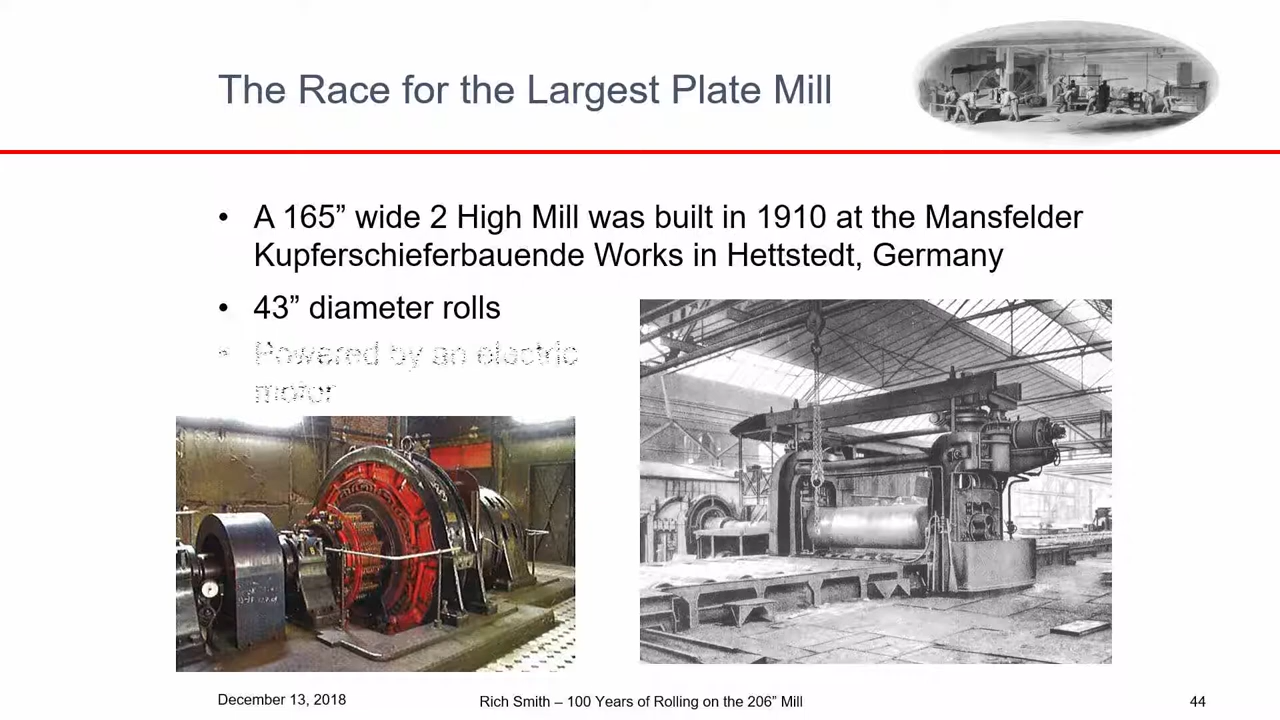 The Race for the Largest Plate Mill
• A 165” wide 2 High Mill was built in 1910 at the Mansfelder
Kupferschieferbauende Works in Hettstedt, Germany
• 43” diameter rolls
• Powered by an electric
motor
December 13, 2018
Rich Smith – 100 Years of Rolling on the 206” Mill
44